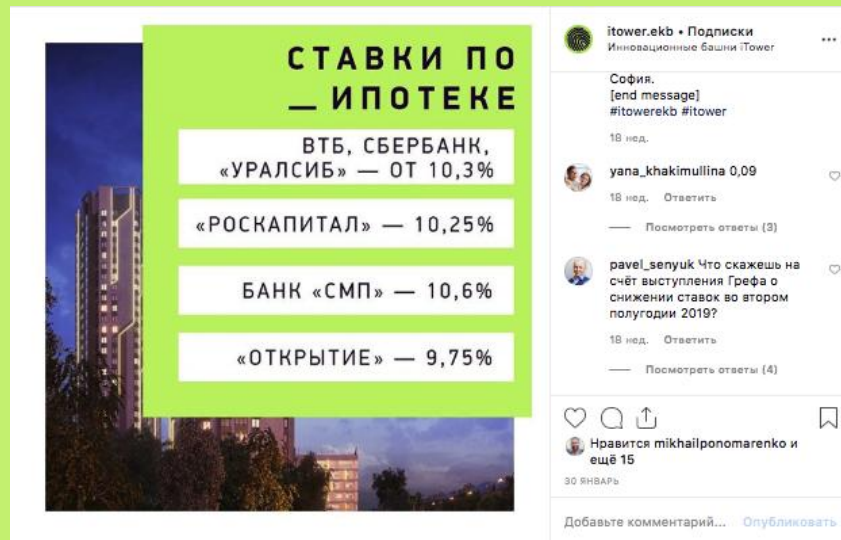 СТАВКИ ПО
_ ИПОТЕКЕ
ВТБ, СБЕРБАНК,
«УРАЛСИБ» — ОТ 10,3%
«РОСКАПИТАЛ» — 10,25%
БАНК «СМП» — 10,6%
«ОТКРЫТИЕ» — 9,75%
itower.ekb • Подписки
Инновационные башни iTower
София.
[end message]
#itowerekb #itower
18 нед.
yana_khakimullina 0,09
18 нед. Ответить
Посмотреть ответы (3)
pavel_senyuk Что скажешь на
счёт выступления Грефа о
снижении ставок во втором
полугодии 2019?
18 нед. Ответить
Посмотреть ответы (4)
Нравится mikhailponomarenko и
ещё 15
30 ЯНВАРЬ
Добавьте комментарий... Опубликовать